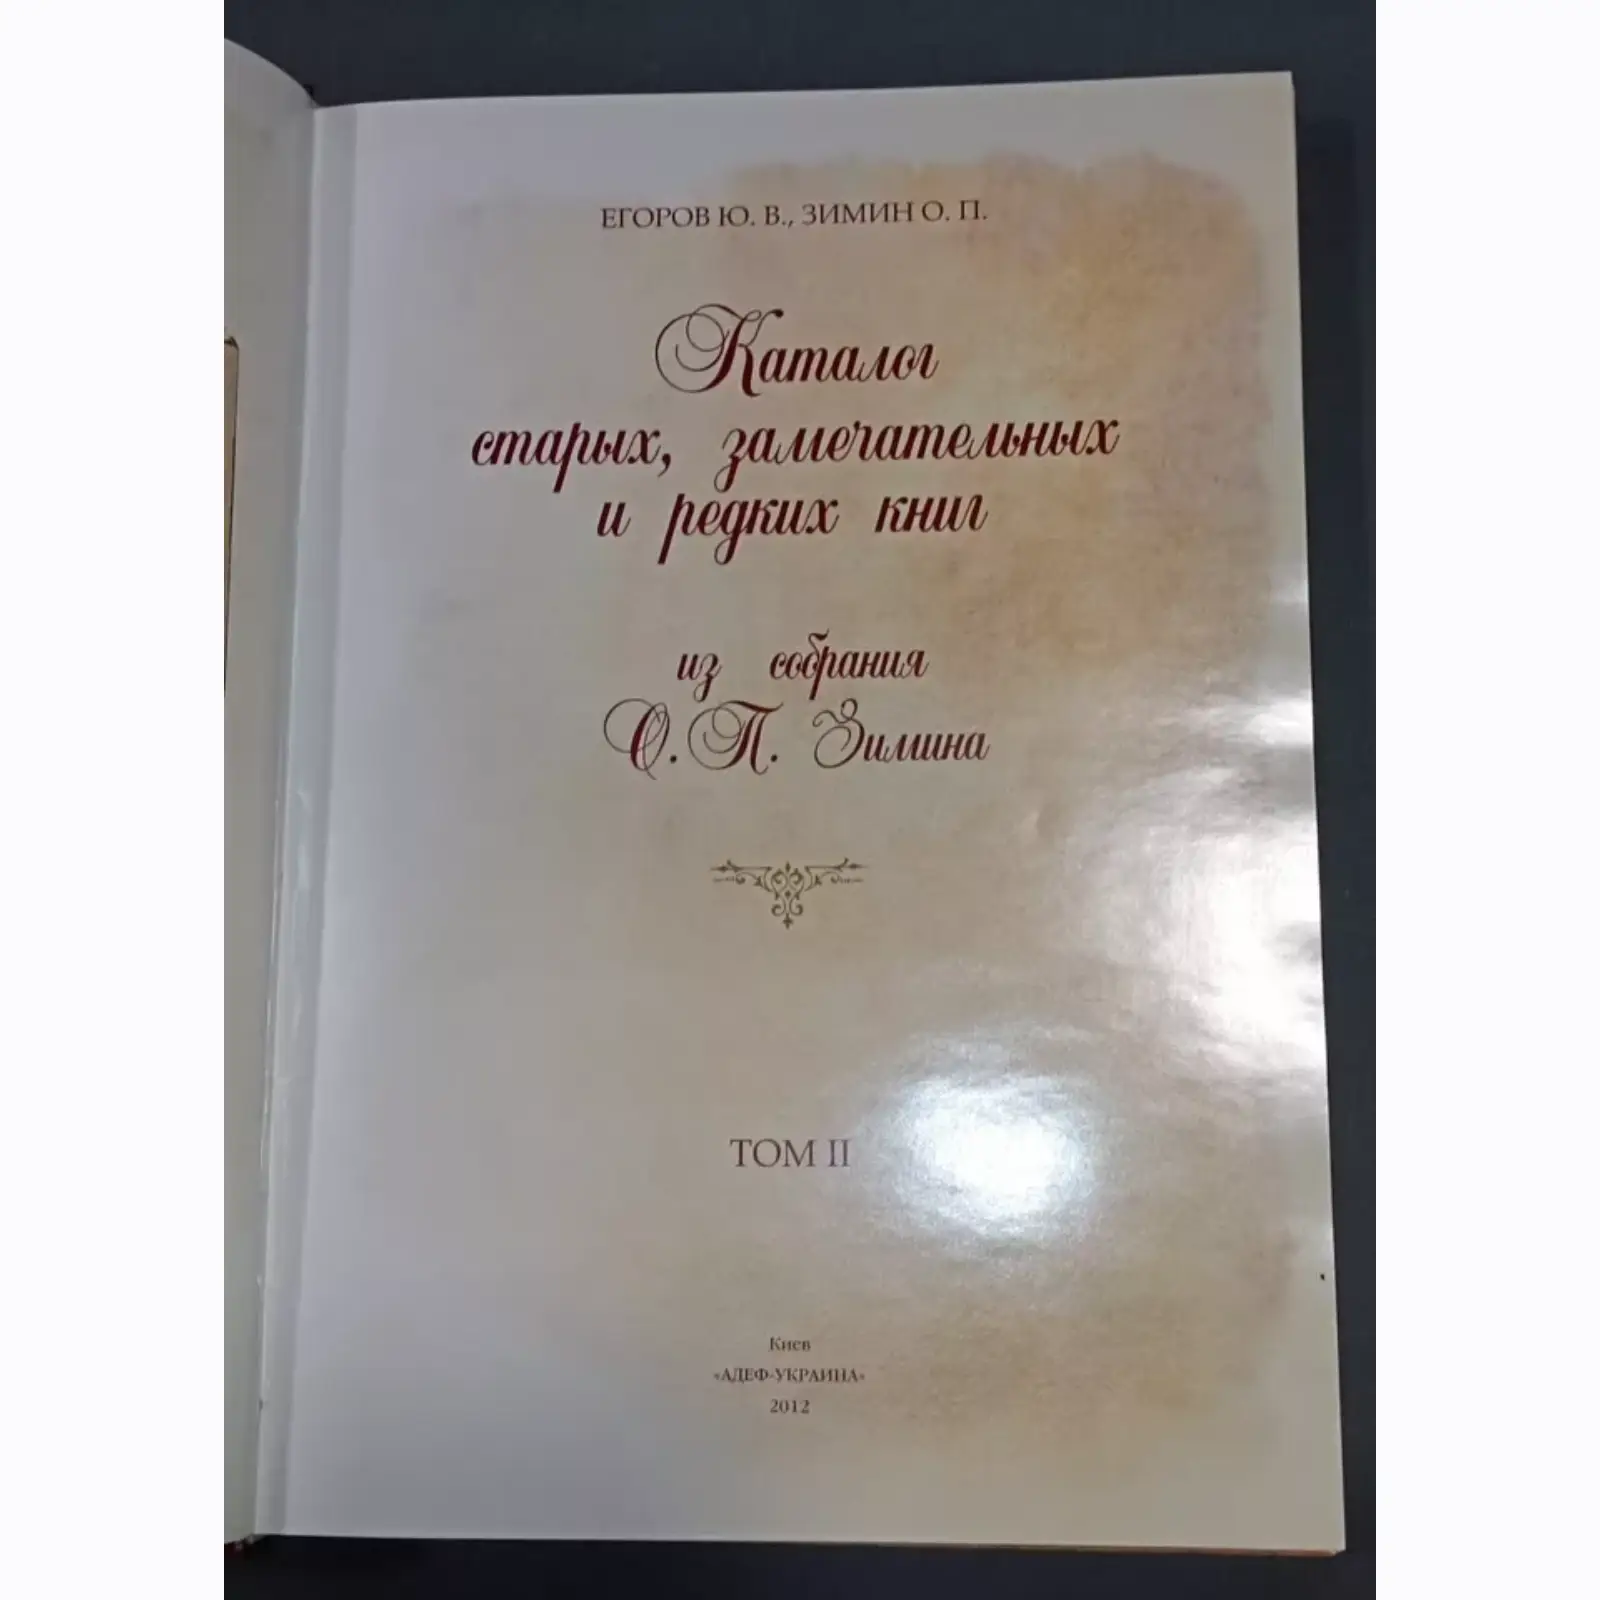 ЕГОРОВ Ю. В., ЗИМИН О. П.
Каталог
старых, замечательных
и редких книг
из собрания
О. П. Зимина
ТОМ II
Киев
«АДЕФ-УКРАИНА»
2012